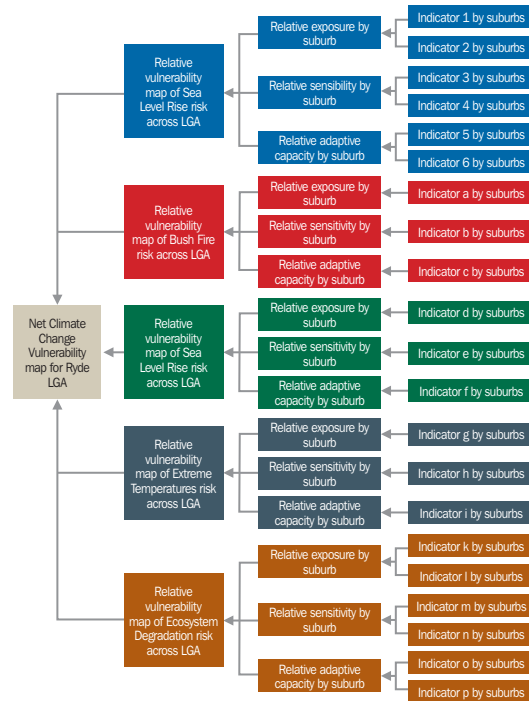 Net Climate
Change
Vulnerability
map for Ryde
LGA
Relative
vulnerability
map of Sea
Level Rise risk
across LGA
Relative exposure by
suburb
Indicator 1 by suburbs
Indicator 2 by suburbs
Relative sensibility by
suburb
Indicator 3 by suburbs
Indicator 4 by suburbs
Relative adaptive
capacity by suburb
Indicator 5 by suburbs
Indicator 6 by suburbs
Relative
vulnerability
map of Bush Fire
risk across LGA
Relative exposure by
suburb
Indicator a by suburbs
Relative sensitivity by
suburb
Indicator b by suburbs
Relative adaptive
capacity by suburb
Indicator c by suburbs
Relative
vulnerability
map of Sea
Level Rise risk
across LGA
Relative exposure by
suburb
Indicator d by suburbs
Relative sensitivity by
suburb
Indicator e by suburbs
Relative adaptive
capacity by suburb
Indicator f by suburbs
Relative
vulnerability
map of Extreme
Temperatures risk
across LGA
Relative exposure by
suburb
Indicator g by suburbs
Relative sensitivity by
suburb
Indicator h by suburbs
Relative adaptive
capacity by suburb
Indicator i by suburbs
Relative
vulnerability
map of Ecosystem
Degradation risk
across LGA
Relative exposure by
suburb
Indicator k by suburbs
Indicator l by suburbs
Relative sensitivity by
suburb
Indicator m by suburbs
Indicator n by suburbs
Relative adaptive
capacity by suburb
Indicator o by suburbs
Indicator p by suburbs